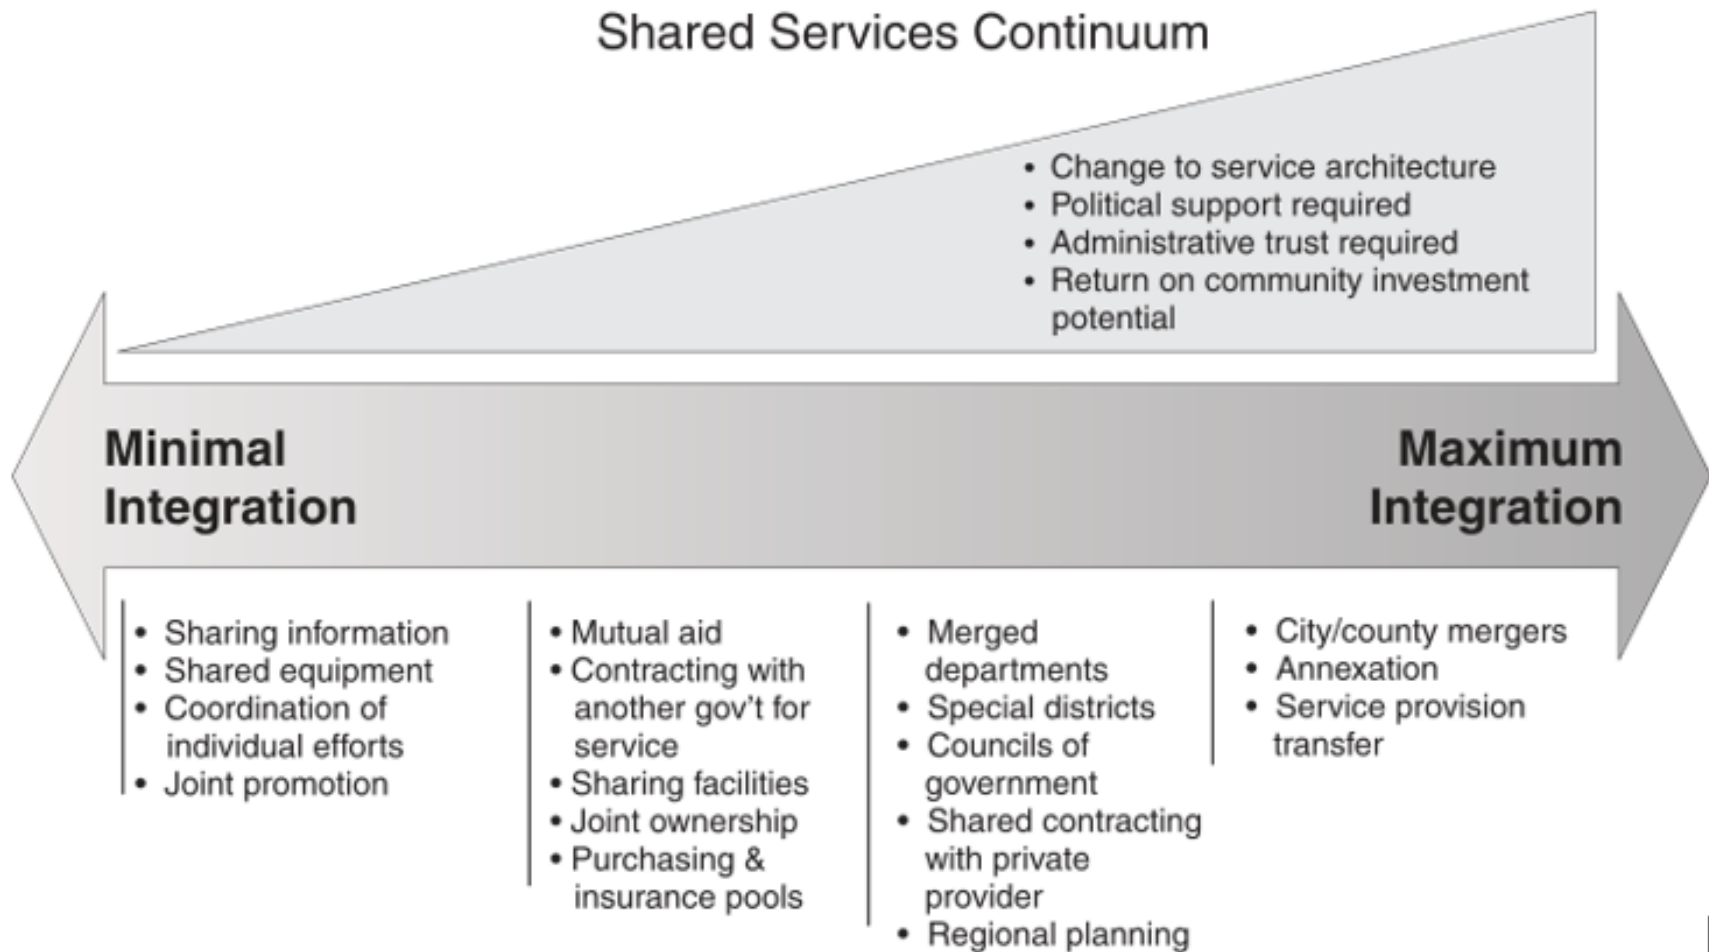 Shared Services Continuum
• Change to service architecture
• Political support required
• Administrative trust required
• Return on community investment
potential
Minimal
Integration
Maximum
Integration
• Sharing information
• Shared equipment
• Coordination of
individual efforts
• Joint promotion
• Mutual aid
• Contracting with
another gov't for
service
• Sharing facilities
• Joint ownership
• Purchasing &
insurance pools
• Merged
departments
• Special districts
• Councils of
government
• Shared contracting
with private
provider
• Regional planning
• City/county mergers
• Annexation
• Service provision
transfer